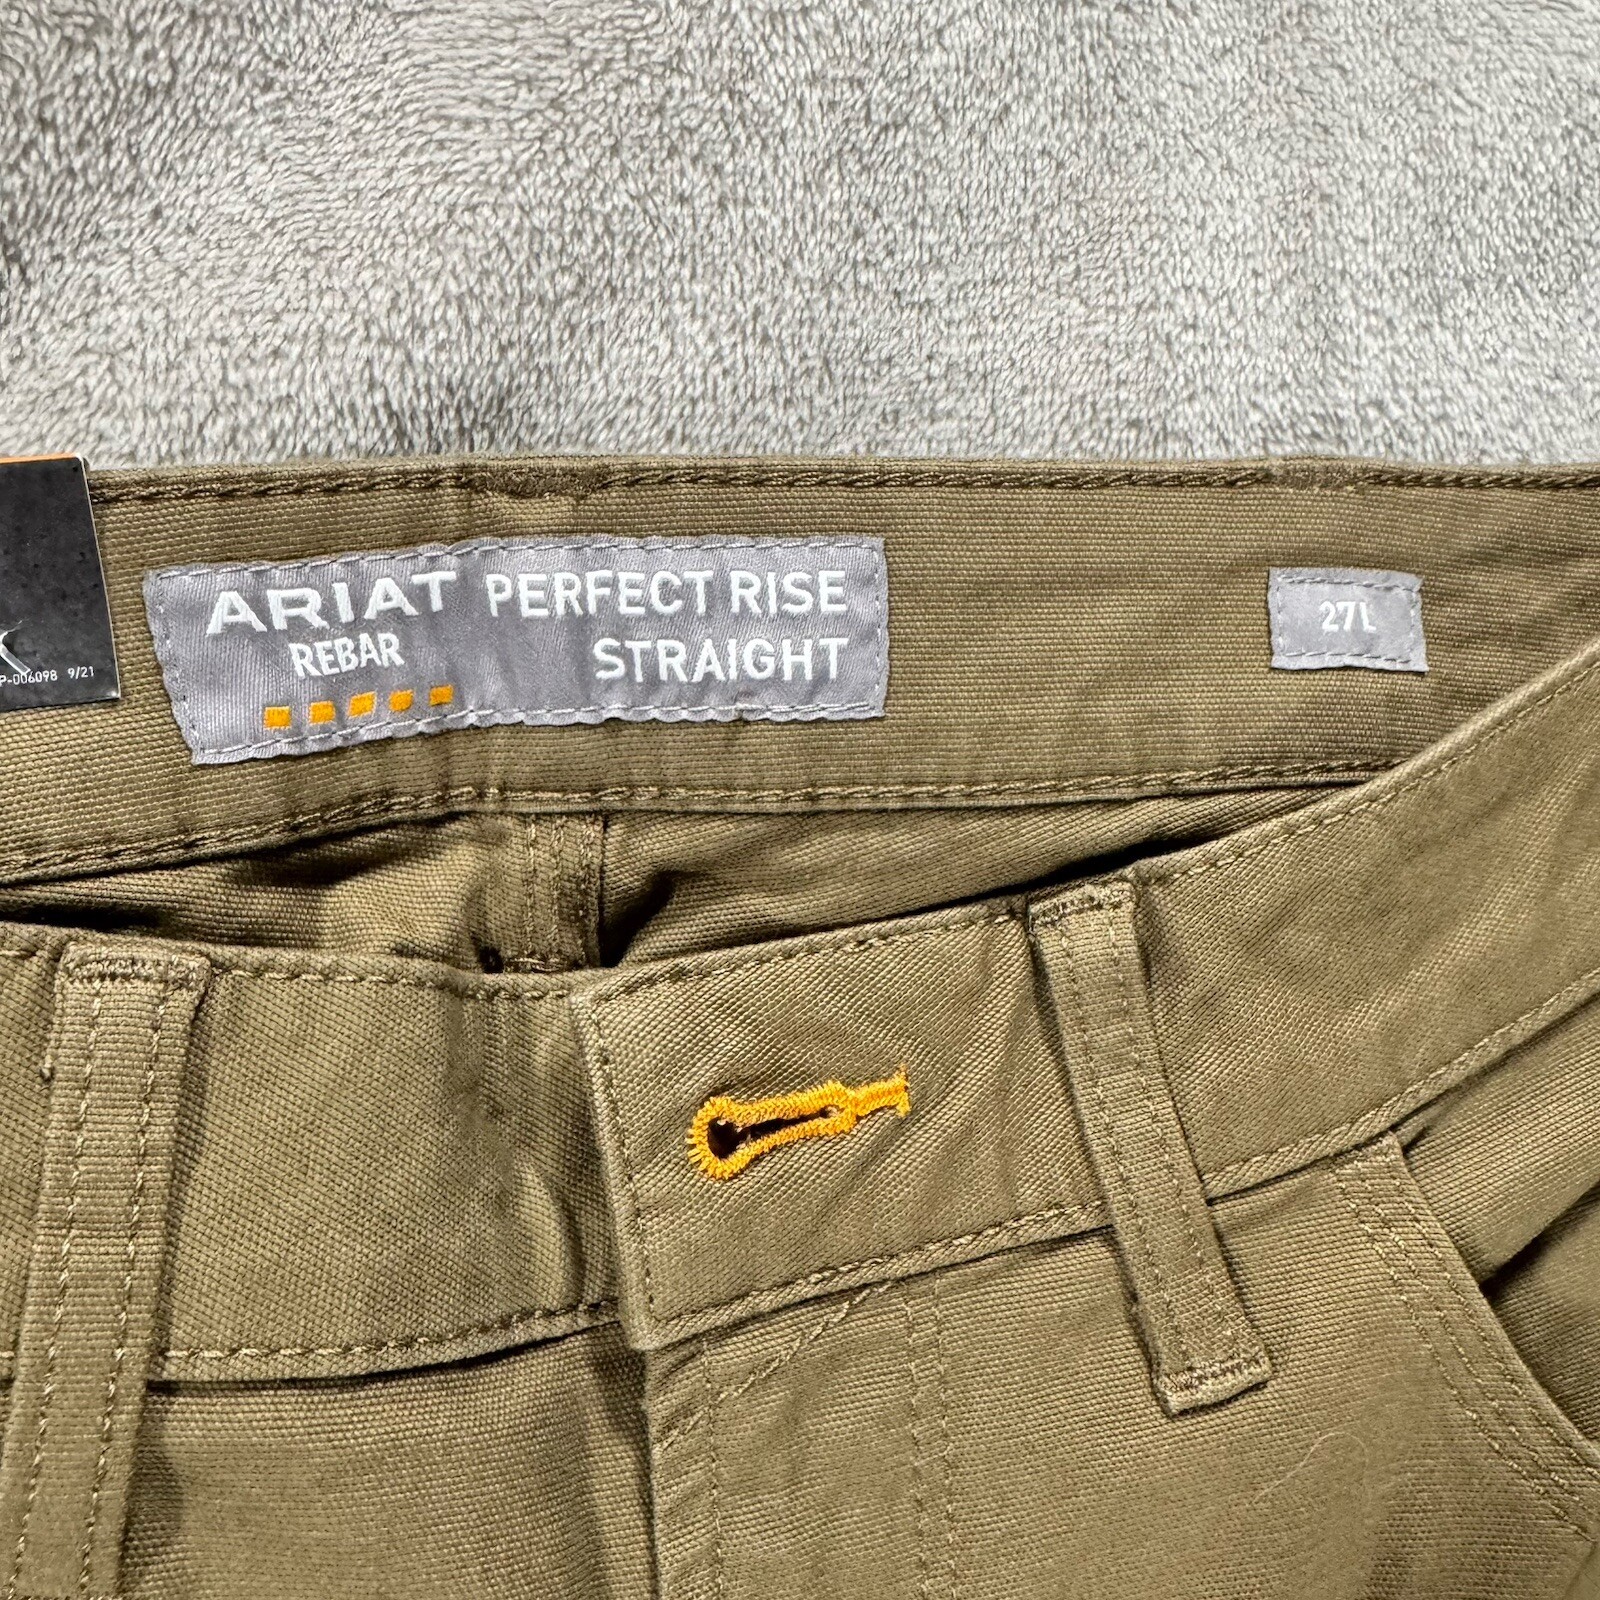 ARIAT PERFECT RISE
REBAR STRAIGHT
27L
P-006098 9/21